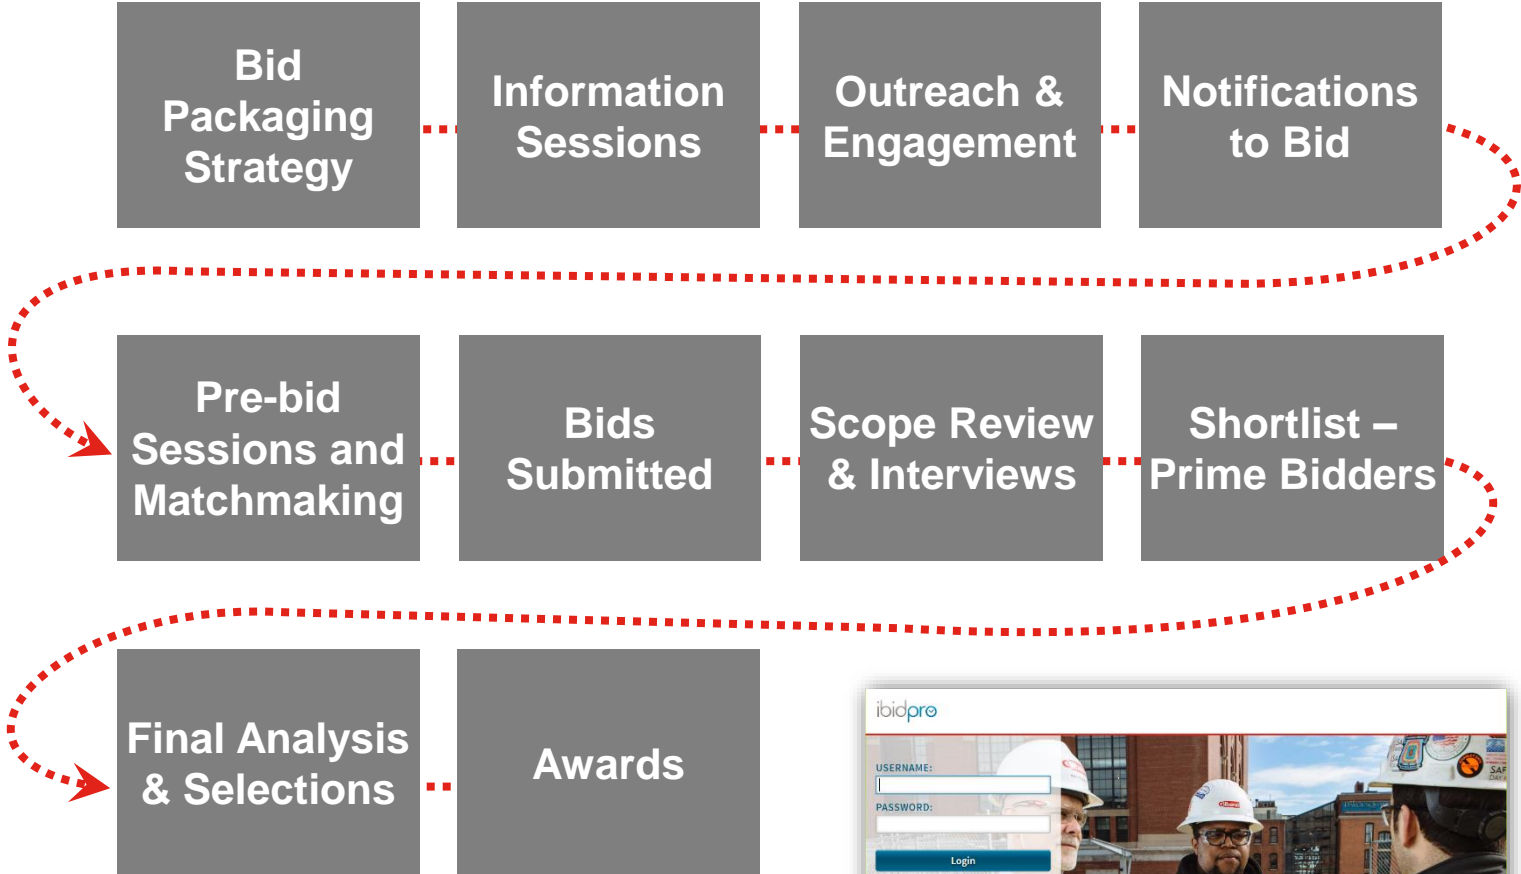 Bid
Packaging
Strategy
Information
Sessions
Outreach &
Engagement
Notifications
to Bid
Pre-bid
Sessions and
Matchmaking
Bids
Submitted
Scope Review
& Interviews
Shortlist –
Prime Bidders
Final Analysis
& Selections
Awards
ibidpro
USERNAME:
PASSWORD:
Login